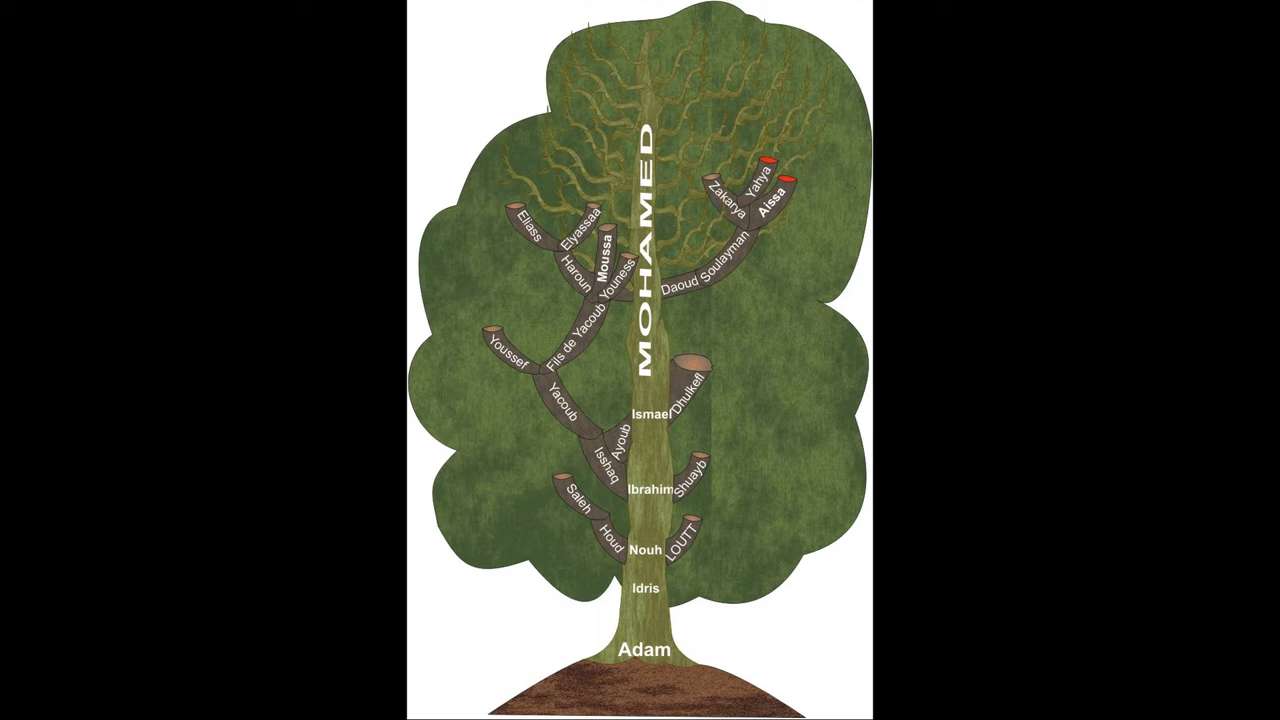 MOHAMED
Yahya
Zakarya
Aissa
Eliass
Elyassaa
Moussa
Haroun
Youness
Daoud Soulayman
Fils de Yacoub
Youssef
Yacoub
Dhulkefl
Ismael
Ayoub
Isshaq
Ibrahim
Shuayb
Saleh
Houd
Nouh
LOUTT
Idris
Adam